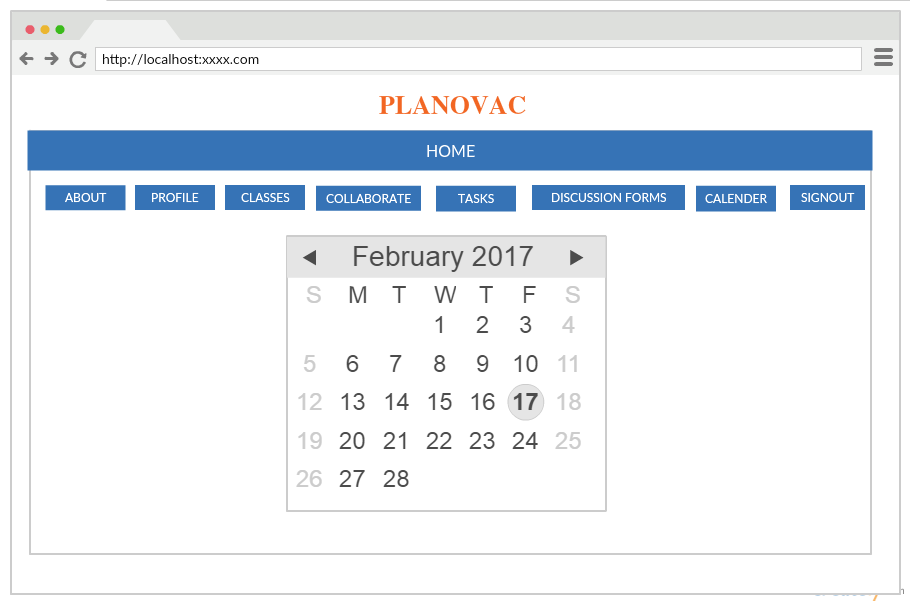 http://localhost:xxxx.com
PLANOVAC
HOME
ABOUT PROFILE CLASSES COLLABORATE TASKS DISCUSSION FORMS CALENDER SIGNOUT
February 2017
S M T W T F S
1 2 3 4
5 6 7 8 9 10 11
12 13 14 15 16 17 18
19 20 21 22 23 24 25
26 27 28